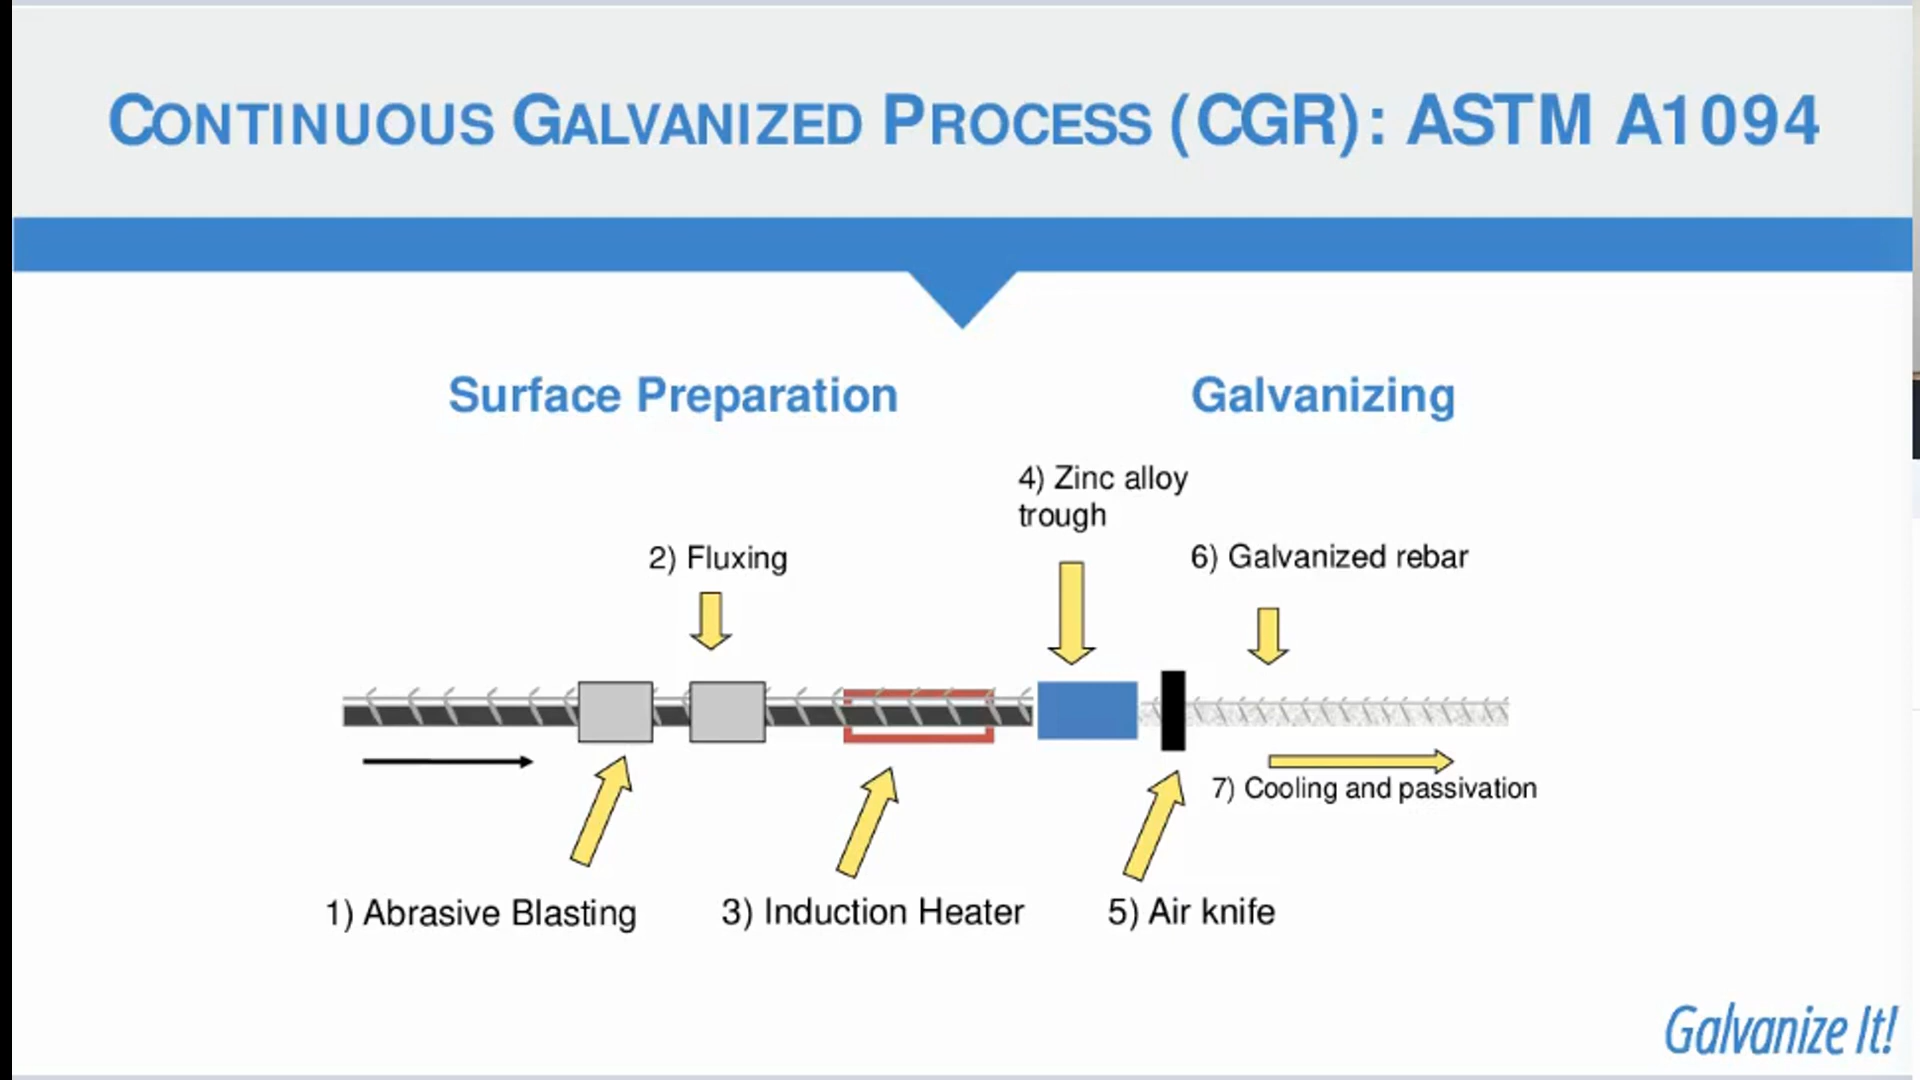 CONTINUOUS GALVANIZED PROCESS (CGR): ASTM A1094
Surface Preparation
Galvanizing
4) Zinc alloy
trough
2) Fluxing
6) Galvanized rebar
7) Cooling and passivation
1) Abrasive Blasting
3) Induction Heater
5) Air knife
Galvanize It!